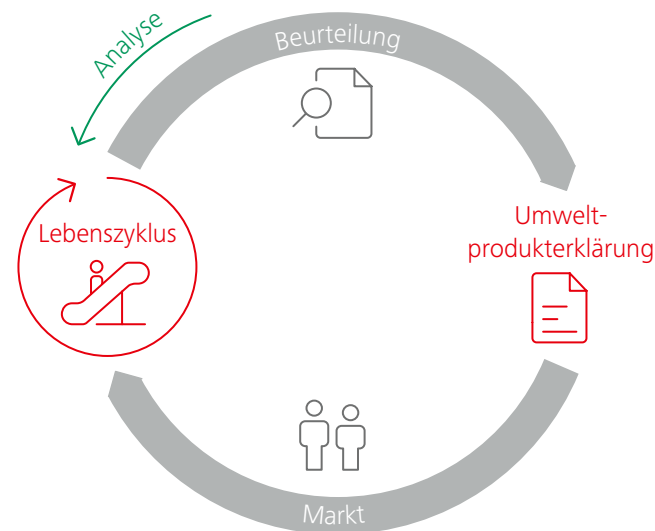 Analyse
Beurteilung
Lebenszyklus
Umwelt-
produkterklärung
Markt